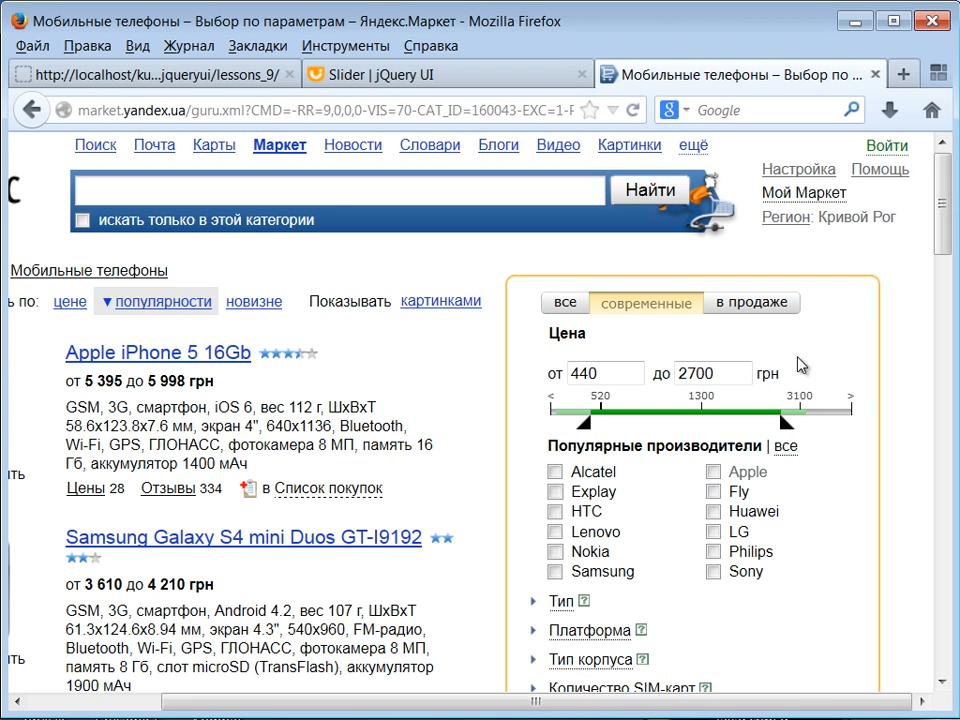 Мобильные телефоны – Выбор по параметрам – Яндекс.Маркет - Mozilla Firefox
Файл Правка Вид Журнал Закладки Инструменты Справка
http://localhost/ku...jqueryui/lessons_9/ × Slider | jQuery UI × Мобильные телефоны – Выбор по ... × +
market.yandex.ua/guru.xml?CMD=-RR=9,0,0,0-VIS=70-CAT_ID=160043-EXC=1-F Google
Поиск Почта Карты Маркет Новости Словари Блоги Видео Картинки ещё Войти
Настройка Помощь
Найти
Мой Маркет
искать только в этой категории
Регион: Кривой Рог
Мобильные телефоны
ь по: цене ▼популярности новизне Показывать картинками
Apple iPhone 5 16Gb
от 5 395 до 5 998 грн
GSM, 3G, смартфон, iOS 6, вес 112 г, ШxВxТ
58.6x123.8x7.6 мм, экран 4", 640x1136, Bluetooth,
Wi-Fi, GPS, ГЛОНАСС, фотокамера 8 МП, память 16
Гб, аккумулятор 1400 мАч
ить
Цены 28 Отзывы 334 в Список покупок
Samsung Galaxy S4 mini Duos GT-I9192
от 3 610 до 4 210 грн
GSM, 3G, смартфон, Android 4.2, вес 107 г, ШxВxТ
61.3x124.6x8.94 мм, экран 4.3", 540x960, FM-радио,
Bluetooth, Wi-Fi, GPS, ГЛОНАСС, фотокамера 8 МП,
память 8 Гб, слот microSD (TransFlash), аккумулятор
1900 мАч
ить
все современные в продаже
Цена
от 440 до 2700 грн
< 520 1300 3100 >
Популярные производители | все
Alcatel Apple
Explay Fly
HTC Huawei
Lenovo LG
Nokia Philips
Samsung Sony
Тип ?
Платформа ?
Тип корпуса ?
Количество SIM-карт ?